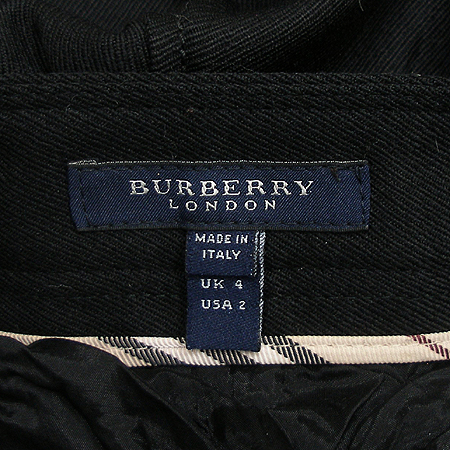 BURBERRY
LONDON
MADE IN
ITALY
UK 4
USA 2